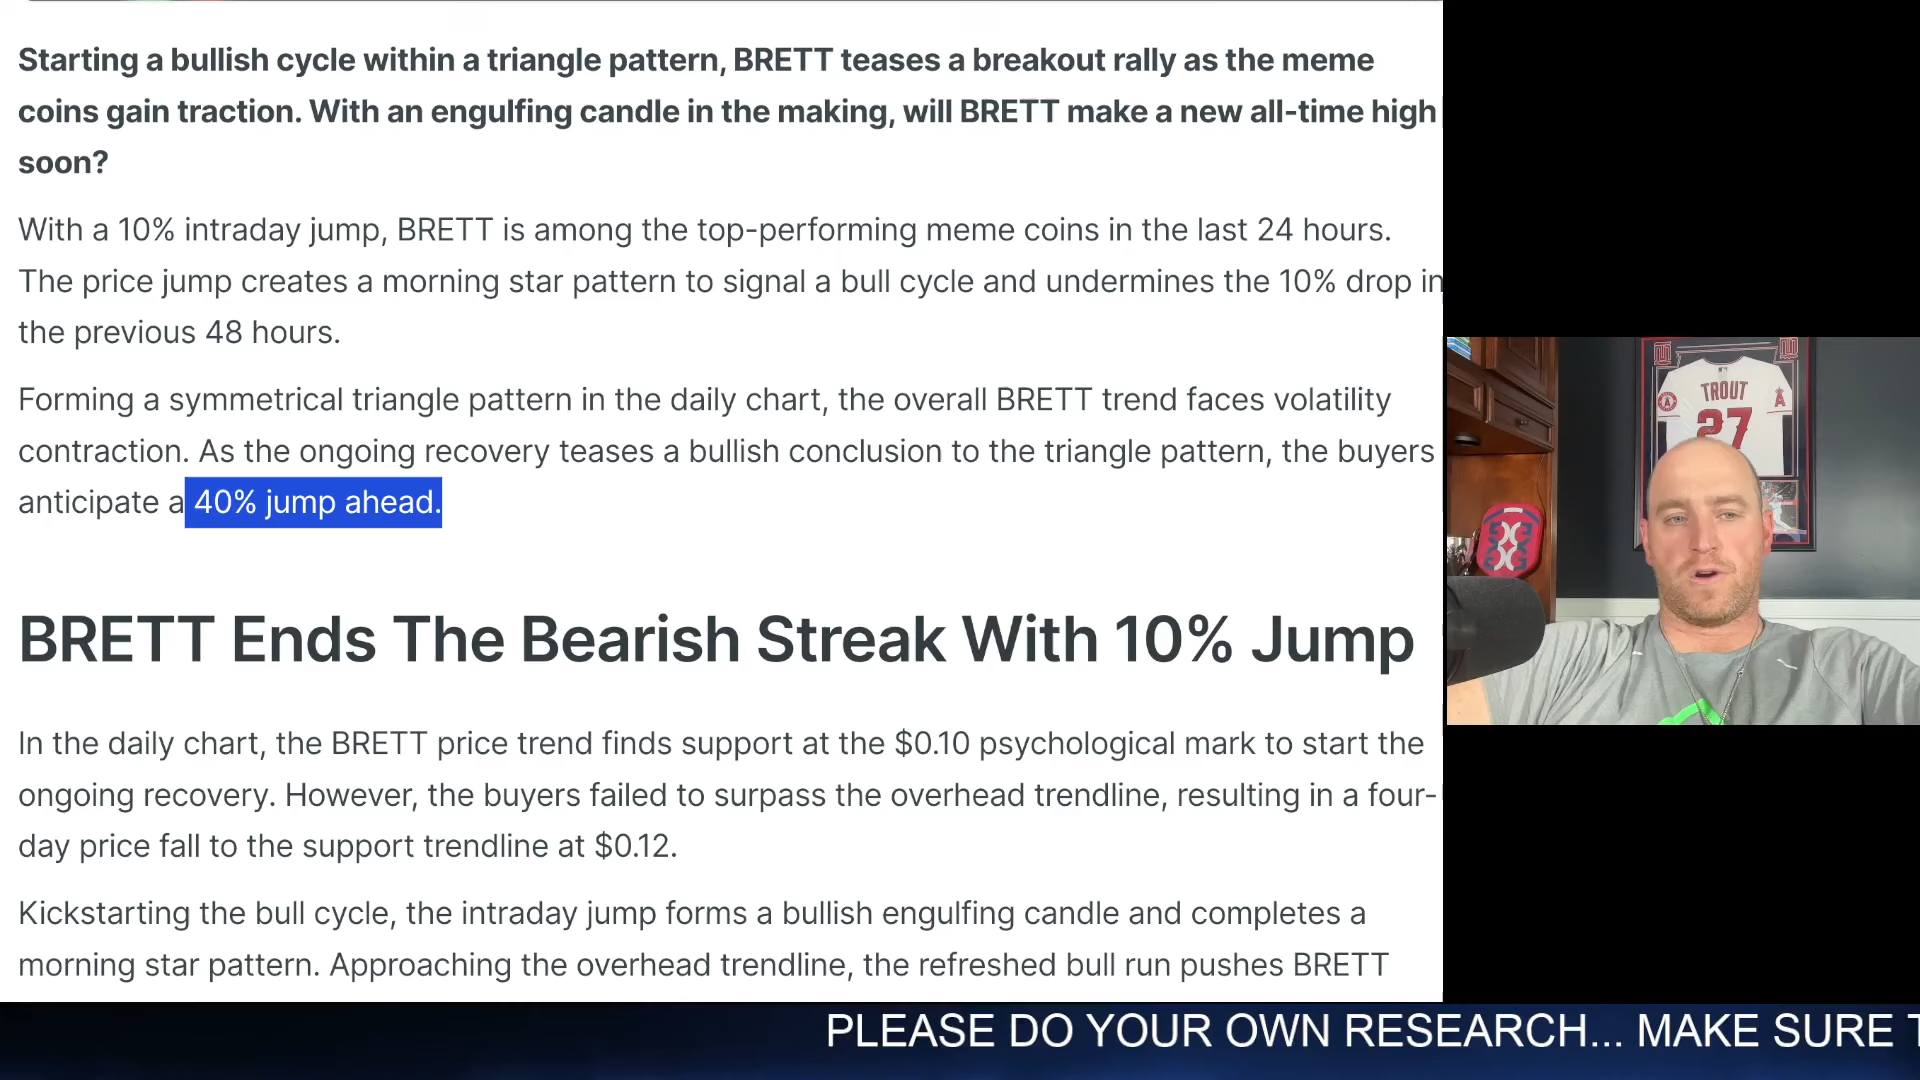 Starting a bullish cycle within a triangle pattern, BRETT teases a breakout rally as the meme
coins gain traction. With an engulfing candle in the making, will BRETT make a new all-time high
soon?
With a 10% intraday jump, BRETT is among the top-performing meme coins in the last 24 hours.
The price jump creates a morning star pattern to signal a bull cycle and undermines the 10% drop in
the previous 48 hours.
Forming a symmetrical triangle pattern in the daily chart, the overall BRETT trend faces volatility
contraction. As the ongoing recovery teases a bullish conclusion to the triangle pattern, the buyers
anticipate a 40% jump ahead.
BRETT Ends The Bearish Streak With 10% Jump
In the daily chart, the BRETT price trend finds support at the $0.10 psychological mark to start the
ongoing recovery. However, the buyers failed to surpass the overhead trendline, resulting in a four-
day price fall to the support trendline at $0.12.
Kickstarting the bull cycle, the intraday jump forms a bullish engulfing candle and completes a
morning star pattern. Approaching the overhead trendline, the refreshed bull run pushes BRETT
TROUT
27
PLEASE DO YOUR OWN RESEARCH... MAKE SURE T